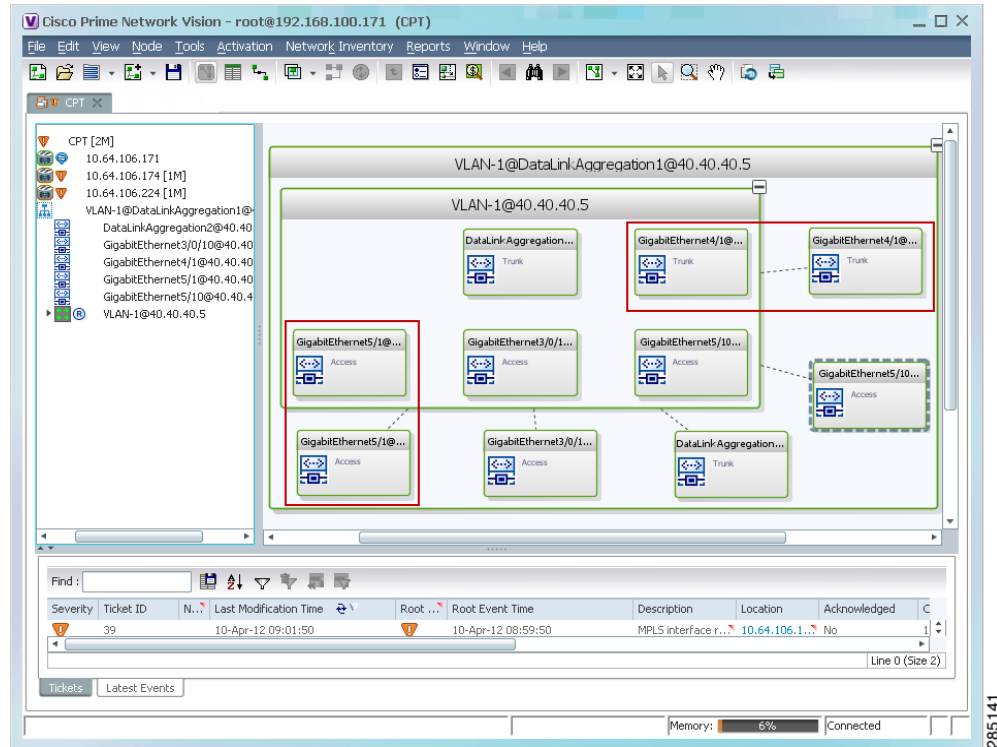 Cisco Prime Network Vision - root@192.168.100.171 (CPT)
File Edit View Node Tools Activation Network Inventory Reports Window Help
CPT
CPT [2M]
10.64.106.171
10.64.106.174 [1M]
10.64.106.224 [1M]
VLAN-1@DataLinkAggregation1@
DataLinkAggregation2@40.40
GigabitEthernet3/0/10@40.40
GigabitEthernet4/1@40.40.40
GigabitEthernet5/1@40.40.40
GigabitEthernet5/10@40.40.4
VLAN-1@40.40.40.5
VLAN-1@DataLinkAggregation1@40.40.40.5
VLAN-1@40.40.40.5
DataLinkAggregation...
Trunk
GigabitEthernet4/1@...
Trunk
GigabitEthernet4/1@...
Trunk
GigabitEthernet5/1@...
Access
GigabitEthernet3/0/1...
Access
GigabitEthernet5/10...
Access
GigabitEthernet5/10...
Access
GigabitEthernet5/1@...
Access
GigabitEthernet3/0/1...
Access
DataLinkAggregation...
Trunk
Find :
Severity Ticket ID N... Last Modification Time Root ... Root Event Time Description Location Acknowledged C
39 10-Apr-12 09:01:50 10-Apr-12 08:59:50 MPLS interface r... 10.64.106.1... No 1
Line 0 (Size 2)
Tickets Latest Events
Memory: 6% Connected
285141